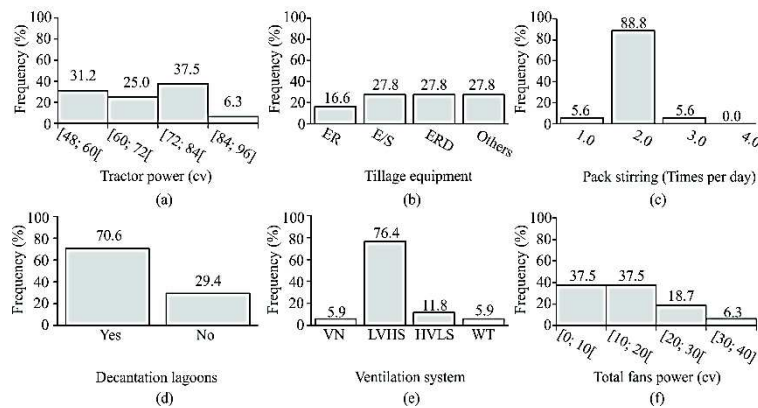 Frequency (%)
100
80
60
40
20
0
31.2
25.0
37.5
6.3
[48; 60[
[60; 72[
[72; 84[
[84; 96]
Tractor power (cv)
(a)
Frequency (%)
100
80
60
40
20
0
16.6
27.8
27.8
27.8
ER
E/S
ERD
Others
Tillage equipment
(b)
Frequency (%)
100
80
60
40
20
0
5.6
88.8
5.6
0.0
1.0
2.0
3.0
4.0
Pack stirring (Times per day)
(c)
Frequency (%)
100
80
60
40
20
0
70.6
29.4
Yes
No
Decantation lagoons
(d)
Frequency (%)
100
80
60
40
20
0
5.9
76.4
11.8
5.9
VN
LVHS
HVLS
WT
Ventilation system
(e)
Frequency (%)
100
80
60
40
20
0
37.5
37.5
18.7
6.3
[0; 10[
[10; 20[
[20; 30[
[30; 40]
Total fans power (cv)
(f)